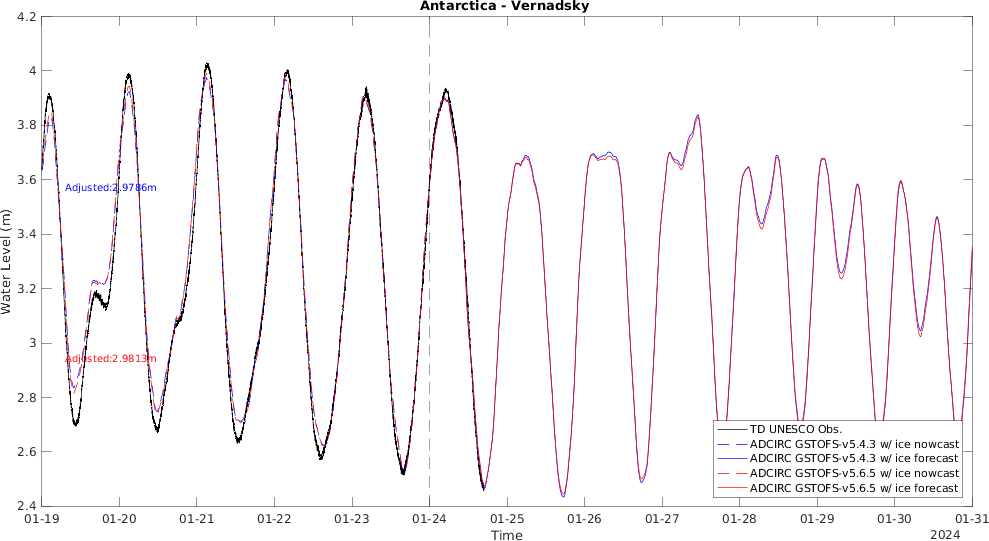 Antarctica - Vernadsky
4.2
4
3.8
3.6
3.4
3.2
3
2.8
2.6
2.4
Water Level (m)
Adjusted:2.9786m
Adjusted:2.9813m
TD UNESCO Obs.
ADCIRC GSTOFS-v5.4.3 w/ ice nowcast
ADCIRC GSTOFS-v5.4.3 w/ ice forecast
ADCIRC GSTOFS-v5.6.5 w/ ice nowcast
ADCIRC GSTOFS-v5.6.5 w/ ice forecast
01-19 01-20 01-21 01-22 01-23 01-24 01-25 01-26 01-27 01-28 01-29 01-30 01-31
Time
2024